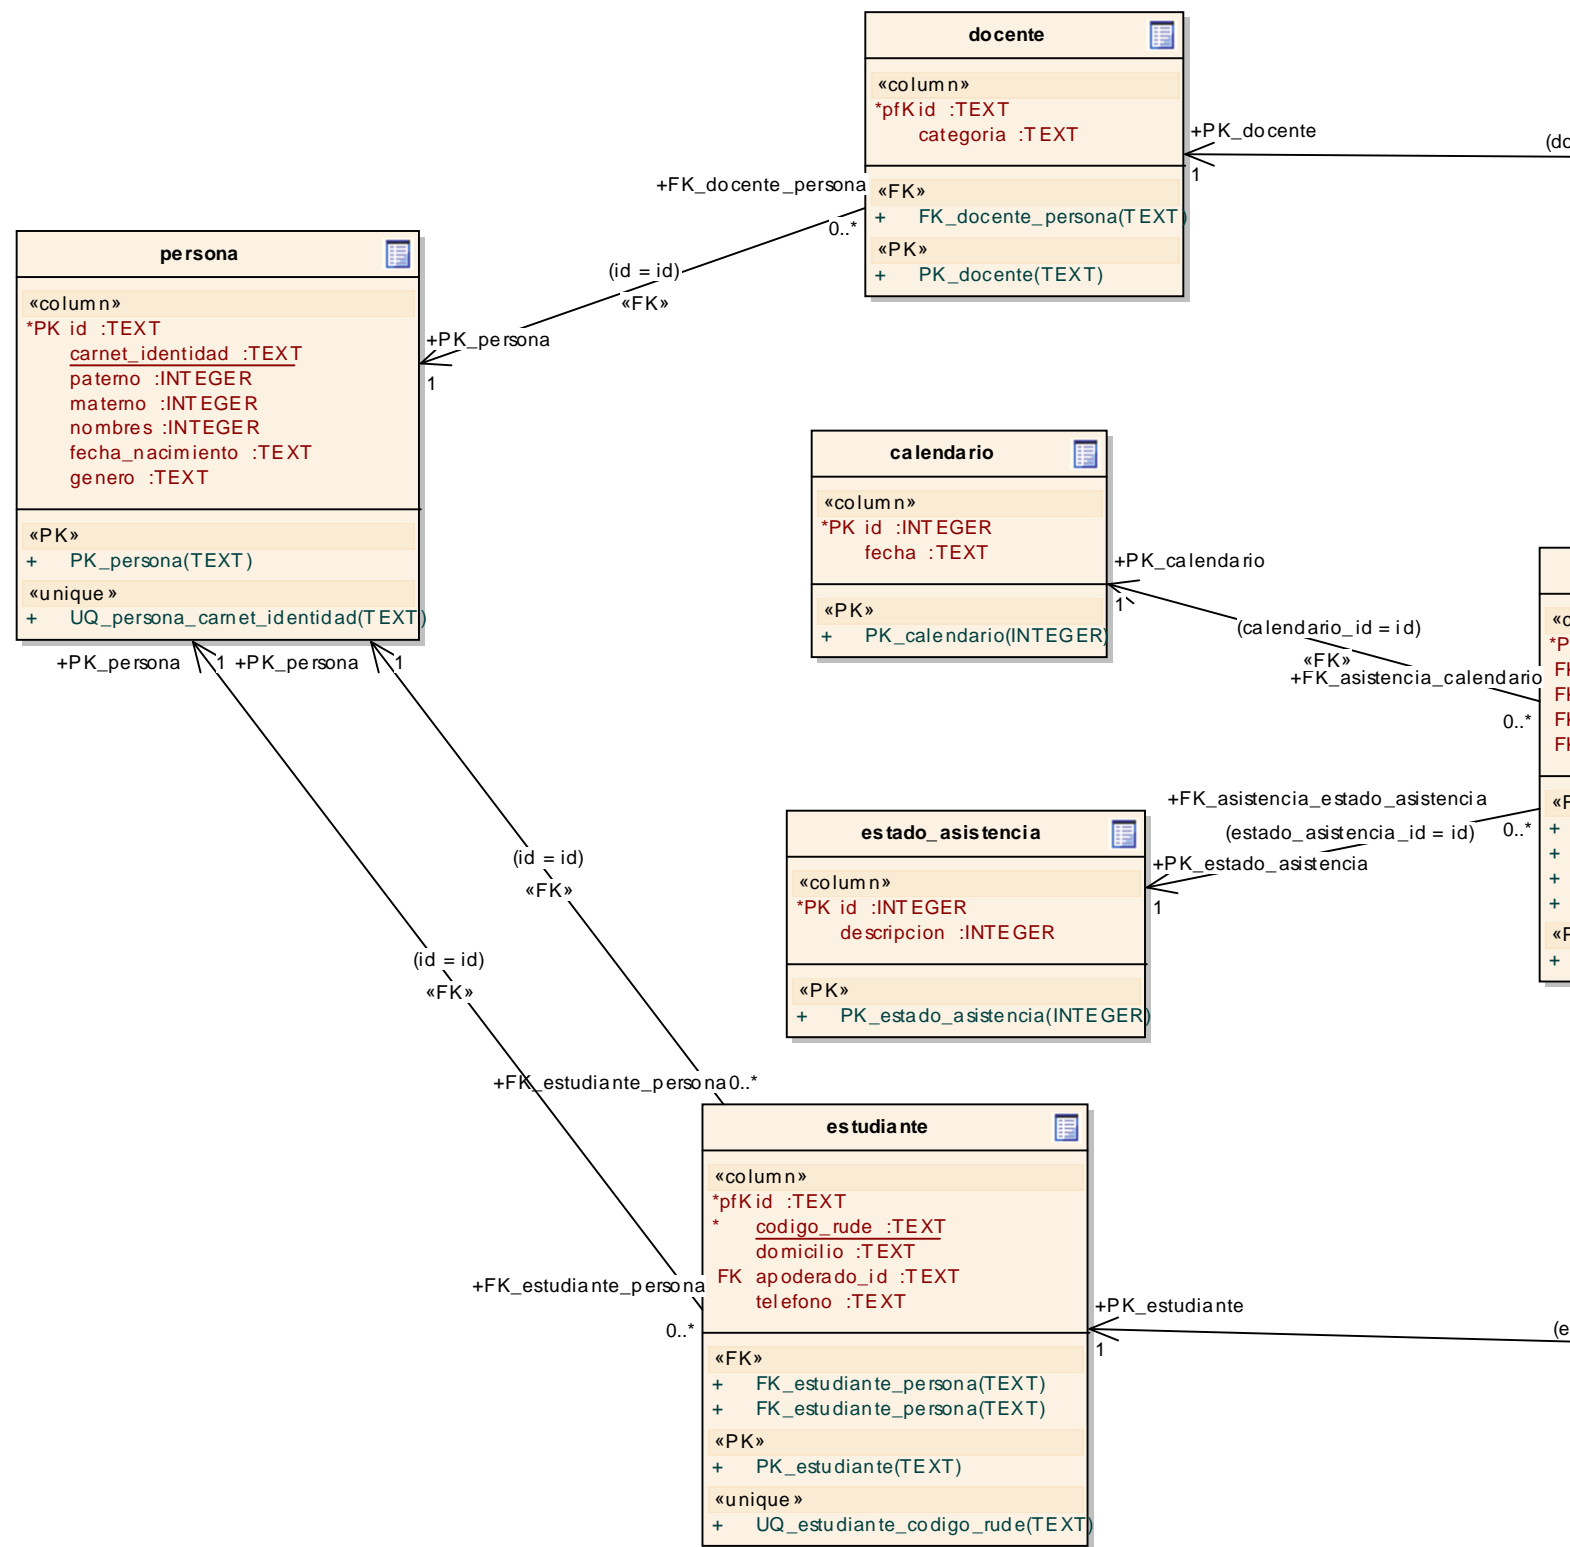 docente
«column»
*pfK id :TEXT
categoria :TEXT
«FK»
+ FK_docente_persona(TEXT)
«PK»
+ PK_docente(TEXT)
+PK_docente
1
+FK_docente_persona
0..*
(id = id)
«FK»
+PK_persona
1
persona
«column»
*PK id :TEXT
carnet_identidad :TEXT
paterno :INTEGER
materno :INTEGER
nombres :INTEGER
fecha_nacimiento :TEXT
genero :TEXT
«PK»
+ PK_persona(TEXT)
«unique»
+ UQ_persona_carnet_identidad(TEXT)
+PK_persona 1 +PK_persona 1
calendario
«column»
*PK id :INTEGER
fecha :TEXT
«PK»
+ PK_calendario(INTEGER)
+PK_calendario
1
(calendario_id = id)
«FK»
+FK_asistencia_calendario
0..*
+FK_asistencia_estado_asistencia
(estado_asistencia_id = id) 0..*
+PK_estado_asistencia
1
estado_asistencia
«column»
*PK id :INTEGER
descripcion :INTEGER
«PK»
+ PK_estado_asistencia(INTEGER)
(id = id)
«FK»
(id = id)
«FK»
+FK_estudiante_persona 0..*
+FK_estudiante_persona
0..*
estudiante
«column»
*pfK id :TEXT
* codigo_rude :TEXT
domicilio :TEXT
FK apoderado_id :TEXT
telefono :TEXT
«FK»
+ FK_estudiante_persona(TEXT)
+ FK_estudiante_persona(TEXT)
«PK»
+ PK_estudiante(TEXT)
«unique»
+ UQ_estudiante_codigo_rude(TEXT)
+PK_estudiante
1